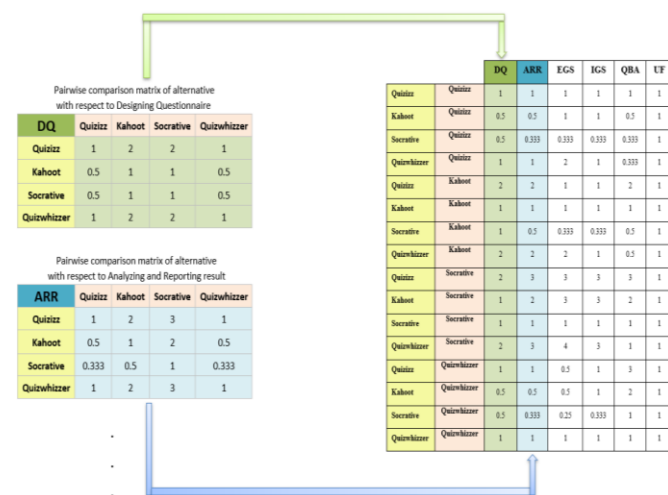 Pairwise comparison matrix of alternative
with respect to Designing Questionnaire
DQ Quizizz Kahoot Socrative Quizwhizzer
Quizizz 1 2 2 1
Kahoot 0.5 1 1 0.5
Socrative 0.5 1 1 0.5
Quizwhizzer 1 2 2 1
Pairwise comparison matrix of alternative
with respect to Analyzing and Reporting result
ARR Quizizz Kahoot Socrative Quizwhizzer
Quizizz 1 2 3 1
Kahoot 0.5 1 2 0.5
Socrative 0.333 0.5 1 0.333
Quizwhizzer 1 2 3 1
.
.
.
DQ ARR EGS IGS QBA UF
Quizizz Quizizz 1 1 1 1 1 1
Kahoot Quizizz 0.5 0.5 1 1 0.5 1
Socrative Quizizz 0.5 0.333 0.333 0.333 0.333 1
Quizwhizzer Quizizz 1 1 2 1 0.333 1
Quizizz Kahoot 2 2 1 1 2 1
Kahoot Kahoot 1 1 1 1 1 1
Socrative Kahoot 1 0.5 0.333 0.333 0.5 1
Quizwhizzer Kahoot 2 2 2 1 0.5 1
Quizizz Socrative 2 3 3 3 3 1
Kahoot Socrative 1 2 3 3 2 1
Socrative Socrative 1 1 1 1 1 1
Quizwhizzer Socrative 2 3 4 3 1 1
Quizizz Quizwhizzer 1 1 0.5 1 3 1
Kahoot Quizwhizzer 0.5 0.5 0.5 1 2 1
Socrative Quizwhizzer 0.5 0.333 0.25 0.333 1 1
Quizwhizzer Quizwhizzer 1 1 1 1 1 1